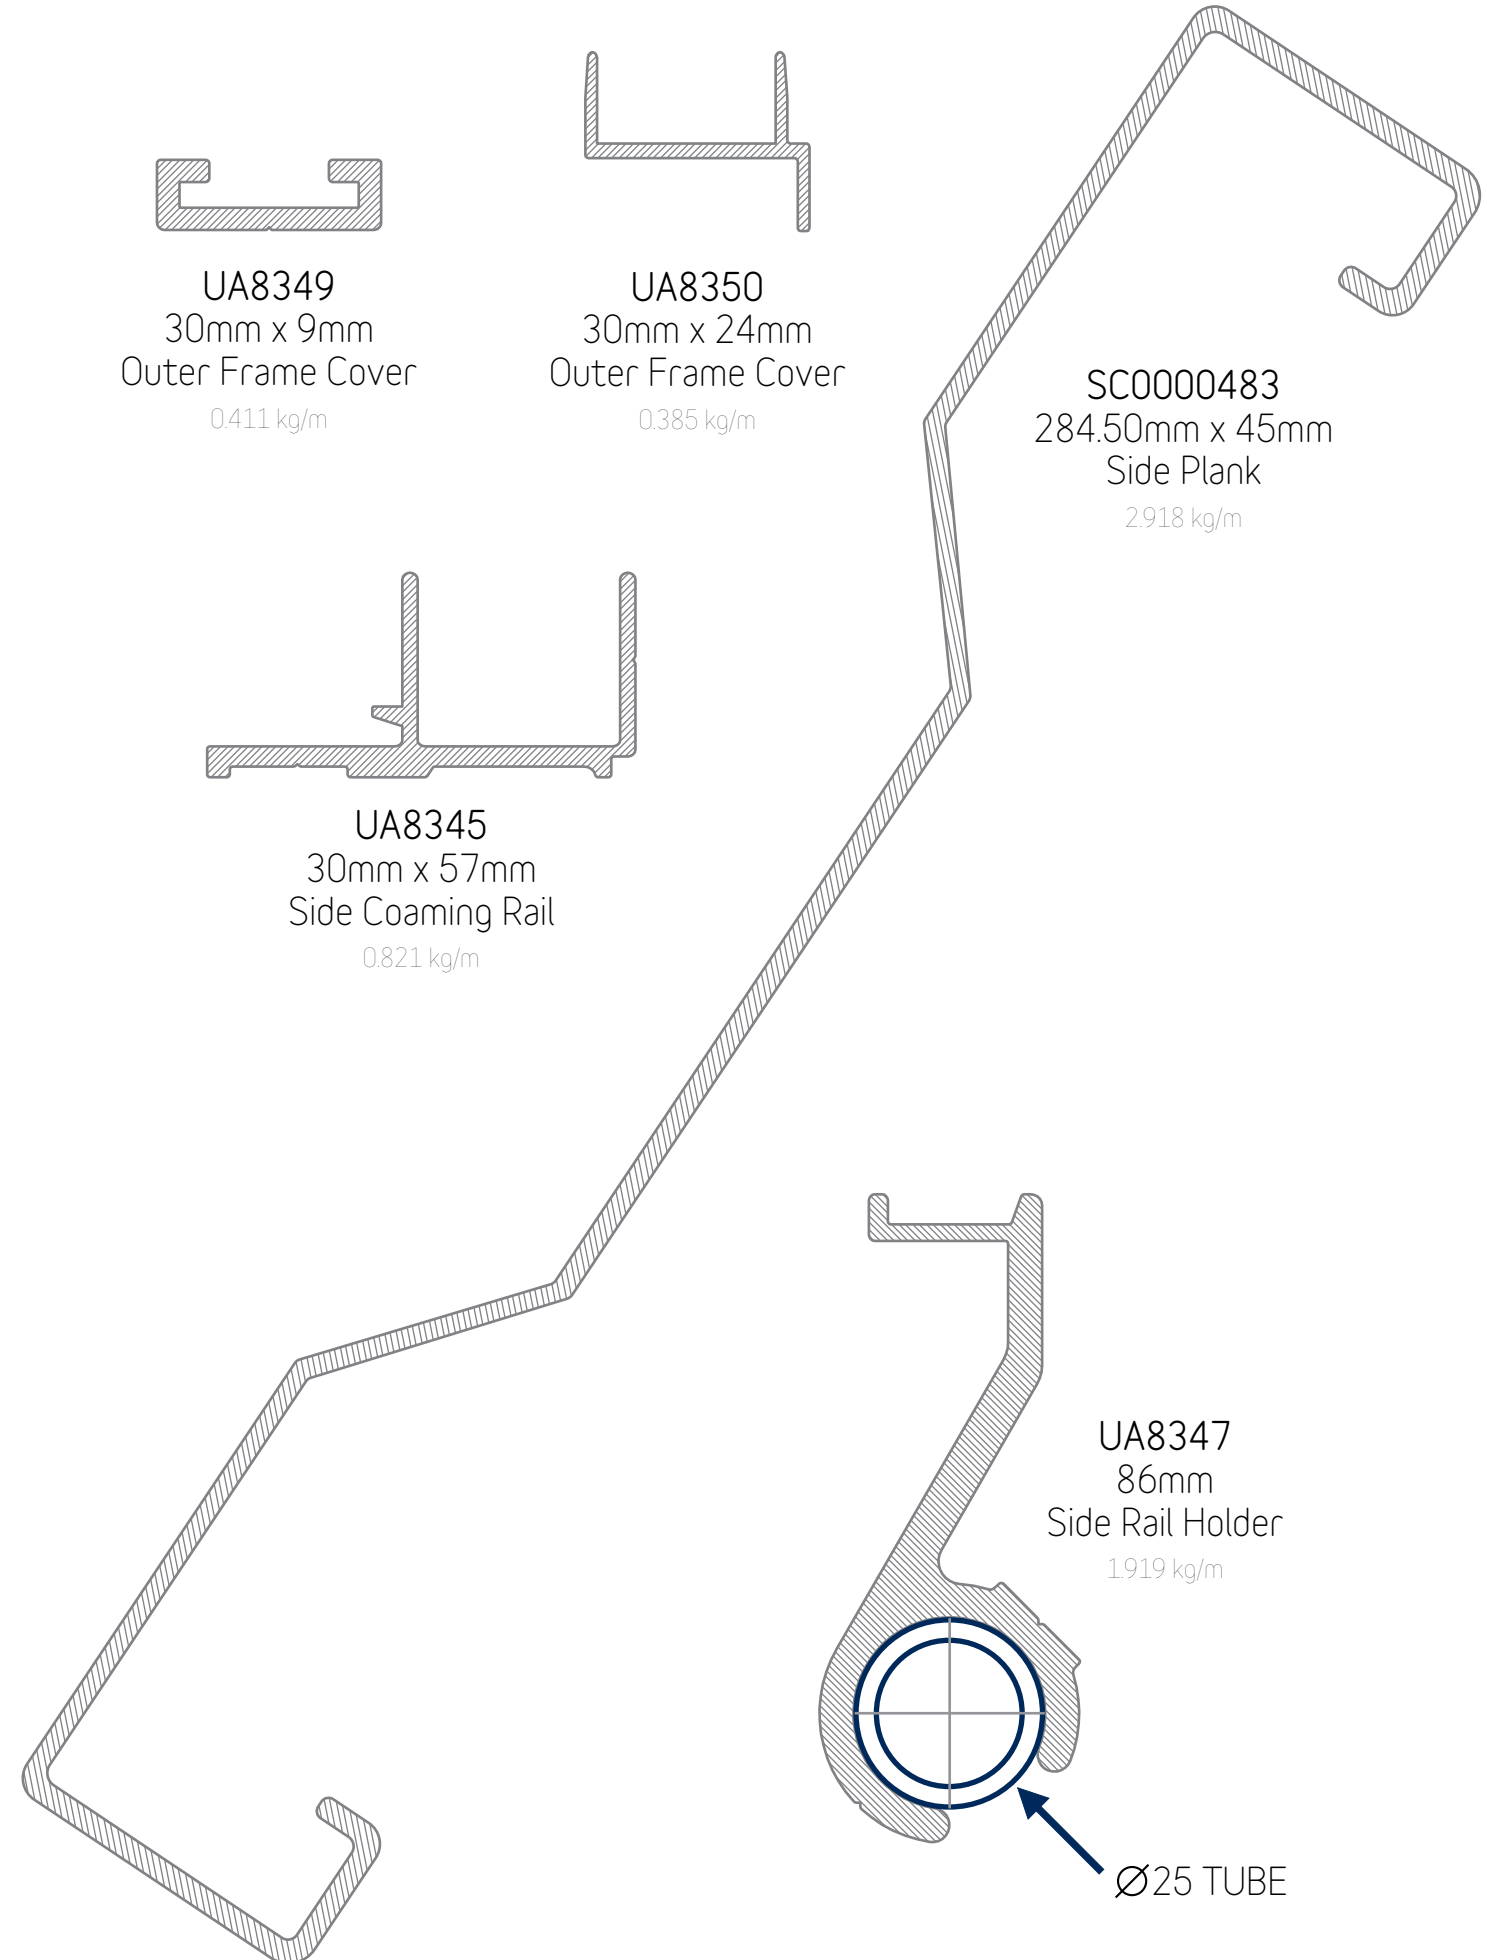 UA8349
30mm x 9mm
Outer Frame Cover
0.411 kg/m
UA8350
30mm x 24mm
Outer Frame Cover
0.385 kg/m
SC0000483
284.50mm x 45mm
Side Plank
2.918 kg/m
UA8345
30mm x 57mm
Side Coaming Rail
0.821 kg/m
UA8347
86mm
Side Rail Holder
1.919 kg/m
Ø25 TUBE